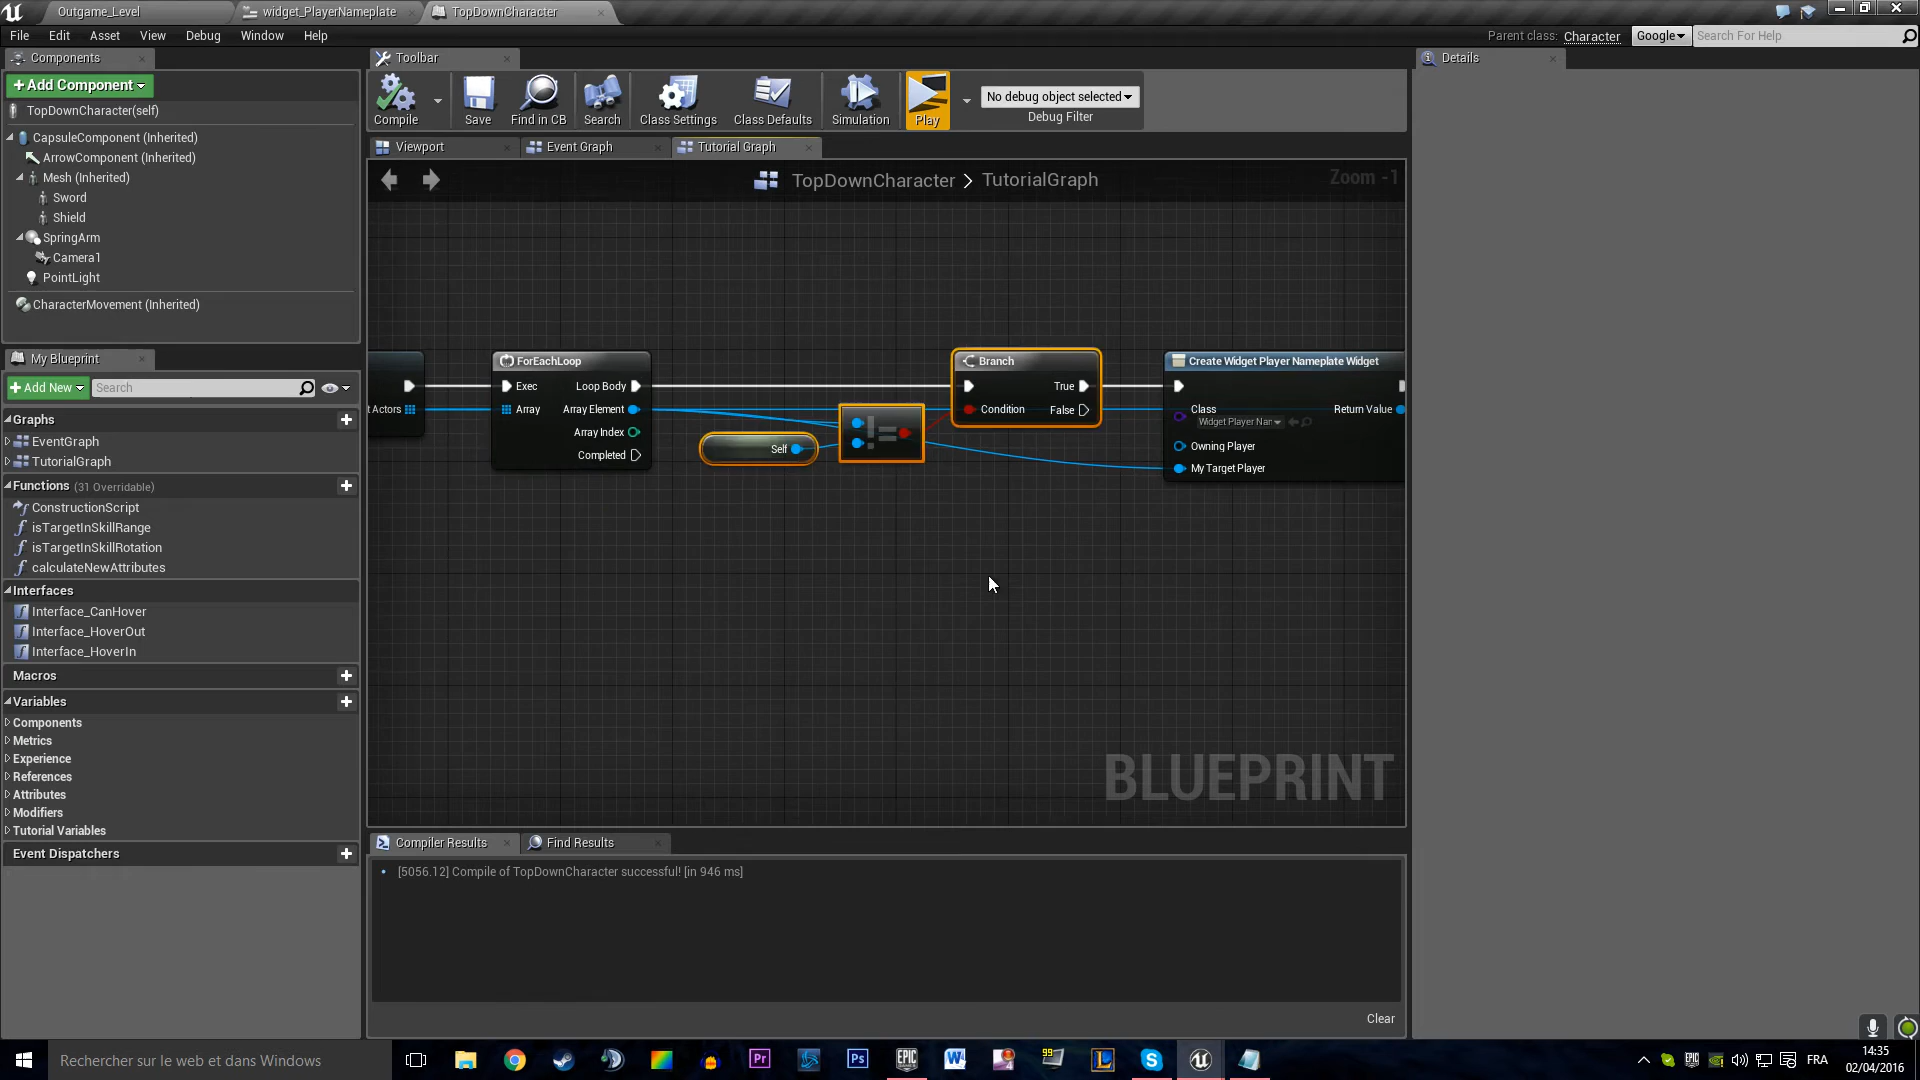 Outgame_Level
widget_PlayerNameplate
TopDownCharacter
File Edit Asset View Debug Window Help
Parent class: Character
Google
Search For Help
Components
Toolbar
Details
Add Component
TopDownCharacter(self)
CapsuleComponent (Inherited)
ArrowComponent (Inherited)
Mesh (Inherited)
Sword
Shield
SpringArm
Camera1
PointLight
CharacterMovement (Inherited)
Compile
Save
Find in CB
Search
Class Settings
Class Defaults
Simulation
Play
No debug object selected
Debug Filter
Viewport
Event Graph
Tutorial Graph
TopDownCharacter > TutorialGraph
Zoom -1
My Blueprint
Add New
Search
Graphs
EventGraph
TutorialGraph
Functions (31 Overridable)
ConstructionScript
isTargetInSkillRange
isTargetInSkillRotation
calculateNewAttributes
Interfaces
Interface_CanHover
Interface_HoverOut
Interface_HoverIn
Macros
Variables
Components
Metrics
Experience
References
Attributes
Modifiers
Tutorial Variables
Event Dispatchers
t Actors
ForEachLoop
Exec Loop Body
Array Array Element
Array Index
Completed
Self
!=
Branch
True
Condition False
Create Widget Player Nameplate Widget
Class Return Value
Widget Player Nar
Owning Player
My Target Player
BLUEPRINT
Compiler Results
Find Results
[5056.12] Compile of TopDownCharacter successful! [in 946 ms]
Clear
Rechercher sur le web et dans Windows
Pr
Ps
EPIC
GAMES
W
99
L
S
FRA
14:35
02/04/2016